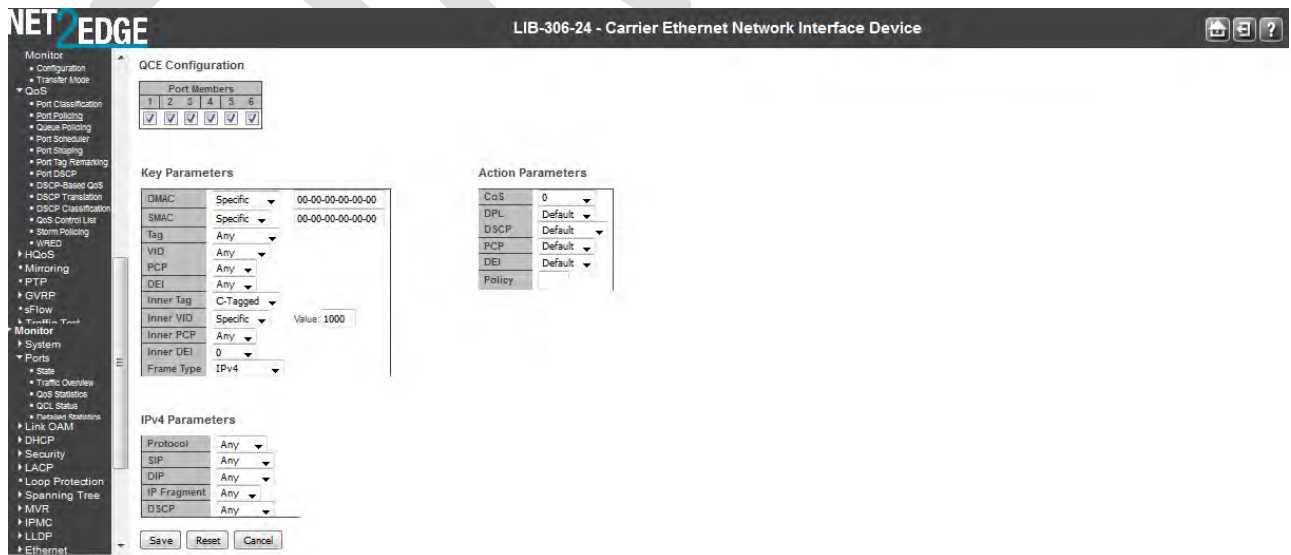 NET2EDGE
LIB-306-24 - Carrier Ethernet Network Interface Device
?
Monitor
Configuration
Transfer Mode
QoS
Port Classification
Port Policing
Queue Policing
Port Scheduler
Port Shaping
Port Tag Remarking
Port DSCP
DSCP-Based QoS
DSCP Translation
DSCP Classification
QoS Control List
Storm Policing
WRED
HQoS
Mirroring
PTP
GVRP
sFlow
Traffic Test
Monitor
System
Ports
State
Traffic Overview
QoS Statistics
QCL Status
Detailed Statistics
Link OAM
DHCP
Security
LACP
Loop Protection
Spanning Tree
MVR
IPMC
LLDP
Ethernet
QCE Configuration
Port Members
1 2 3 4 5 6
Key Parameters
DMAC Specific 00-00-00-00-00-00
SMAC Specific 00-00-00-00-00-00
Tag Any
VID Any
PCP Any
DEI Any
Inner Tag C-Tagged
Inner VID Specific Value: 1000
Inner PCP Any
Inner DEI 0
Frame Type IPv4
Action Parameters
CoS 0
DPL Default
DSCP Default
PCP Default
DEI Default
Policy
IPv4 Parameters
Protocol Any
SIP Any
DIP Any
IP Fragment Any
DSCP Any
Save Reset Cancel